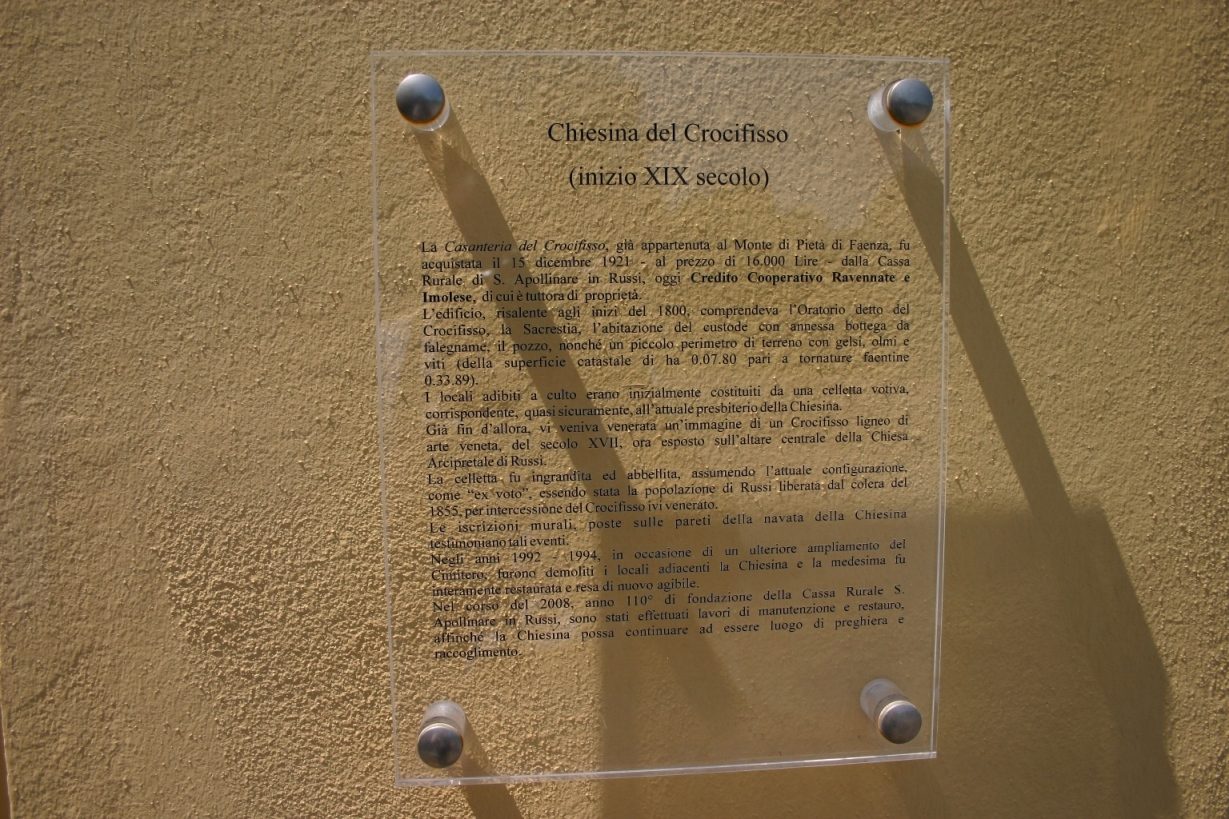 Chiesina del Crocifisso
(inizio XIX secolo)
La Casanteria del Crocifisso, già appartenuta al Monte di Pietà di Faenza, fu
acquistata il 15 dicembre 1921 - al prezzo di 16.000 Lire - dalla Cassa
Rurale di S. Apollinare in Russi, oggi Credito Cooperativo Ravennate e
Imolese, di cui è tuttora di proprietà.
L'edificio, risalente agli inizi del 1800, comprendeva l'Oratorio detto del
Crocifisso, la Sacrestia, l'abitazione del custode con annessa bottega da
falegname, il pozzo, nonché un piccolo perimetro di terreno con gelsi, olmi e
viti (della superficie catastale di ha 0.07.80 pari a tornature faentine
0.33.89).
I locali adibiti a culto erano inizialmente costituiti da una celletta votiva,
corrispondente, quasi sicuramente, all'attuale presbiterio della Chiesina.
Già fin d'allora, vi veniva venerata un'immagine di un Crocifisso ligneo di
arte veneta, del secolo XVII, ora esposto sull'altare centrale della Chiesa
Arcipretale di Russi.
La celletta fu ingrandita ed abbellita, assumendo l'attuale configurazione,
come "ex voto", essendo stata la popolazione di Russi liberata dal colera del
1855, per intercessione del Crocifisso ivi venerato.
Le iscrizioni murali, poste sulle pareti della navata della Chiesina
testimoniano tali eventi.
Negli anni 1992 - 1994, in occasione di un ulteriore ampliamento del
Cimitero, furono demoliti i locali adiacenti la Chiesina e la medesima fu
interamente restaurata e resa di nuovo agibile.
Nel corso del 2008, anno 110° di fondazione della Cassa Rurale S.
Apollinare in Russi, sono stati effettuati lavori di manutenzione e restauro,
affinché la Chiesina possa continuare ad essere luogo di preghiera e
raccoglimento.